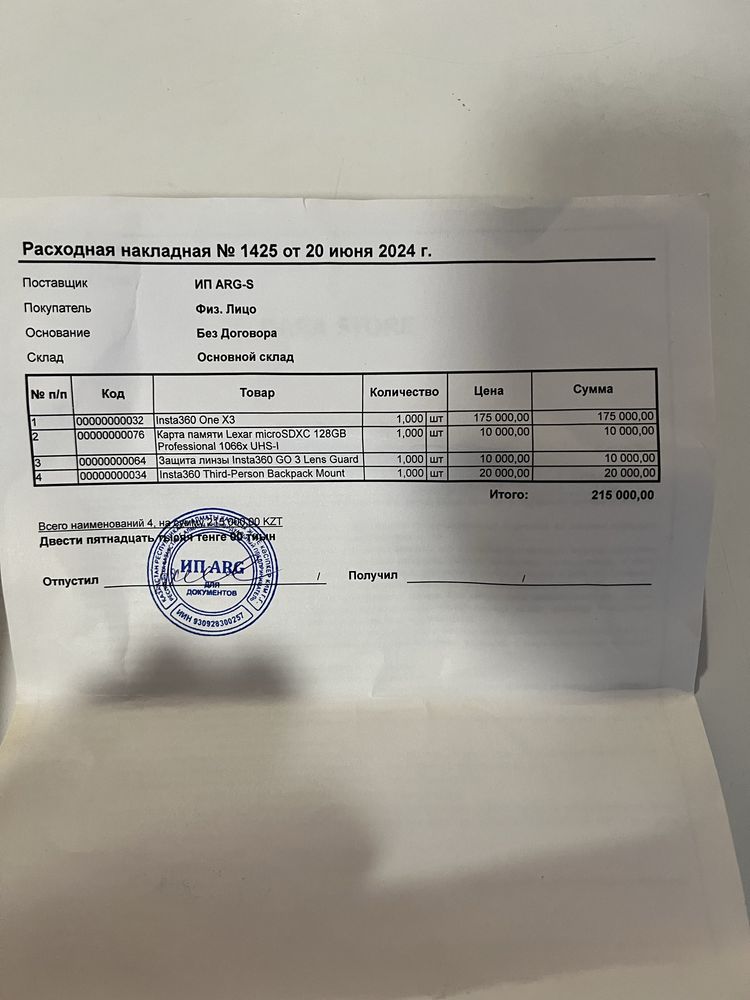 Расходная накладная № 1425 от 20 июня 2024 г.
Поставщик ИП ARG-S
Покупатель Физ. Лицо
Основание Без Договора
Склад Основной склад
№ п/п Код Товар Количество Цена Сумма
1 00000000032 Insta360 One X3 1,000 шт 175 000,00 175 000,00
2 00000000076 Карта памяти Lexar microSDXC 128GB 1,000 шт 10 000,00 10 000,00
Professional 1066x UHS-I
3 00000000064 Защита линзы Insta360 GO 3 Lens Guard 1,000 шт 10 000,00 10 000,00
4 00000000034 Insta360 Third-Person Backpack Mount 1,000 шт 20 000,00 20 000,00
Итого: 215 000,00
Всего наименований 4, на сумму 215 000,00 KZT
Двести пятнадцать тысяч тенге 00 тиын
Отпустил / Получил /
ИП ARG
ДЛЯ
ДОКУМЕНТОВ
ИИН 930928300257